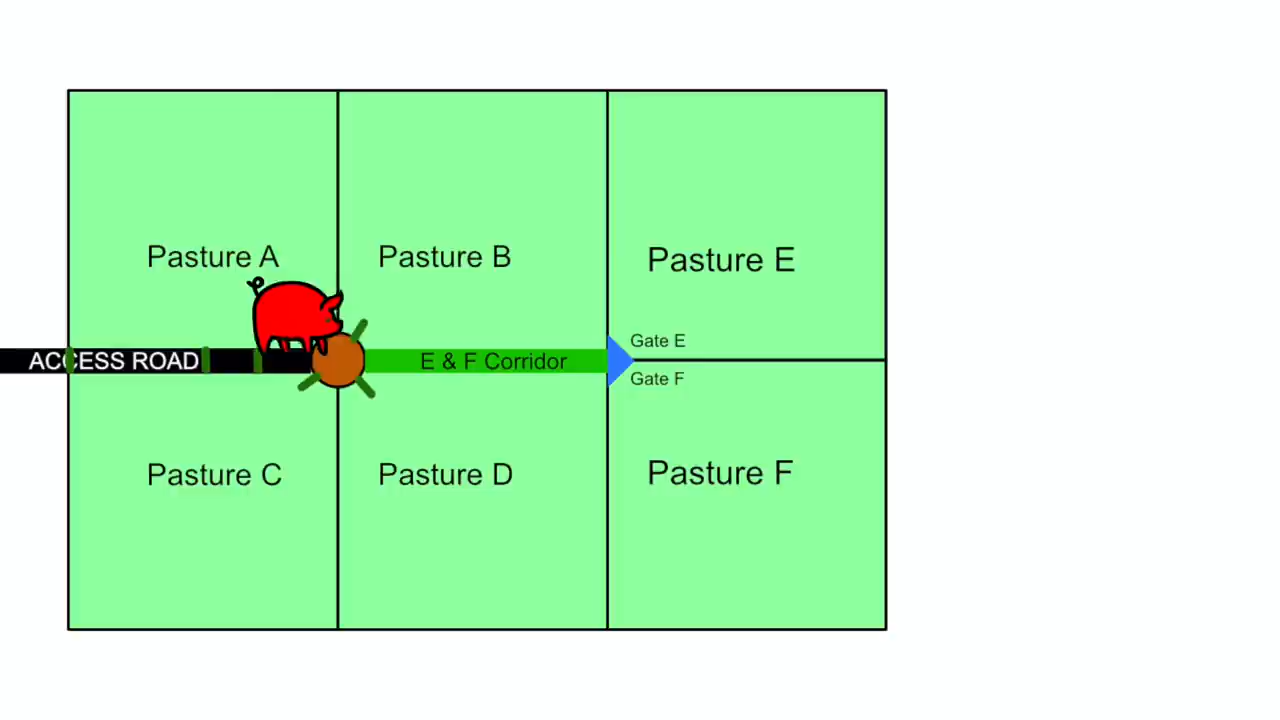 Pasture A
Pasture B
Pasture E
Gate E
ACCESS ROAD
E & F Corridor
Gate F
Pasture C
Pasture D
Pasture F